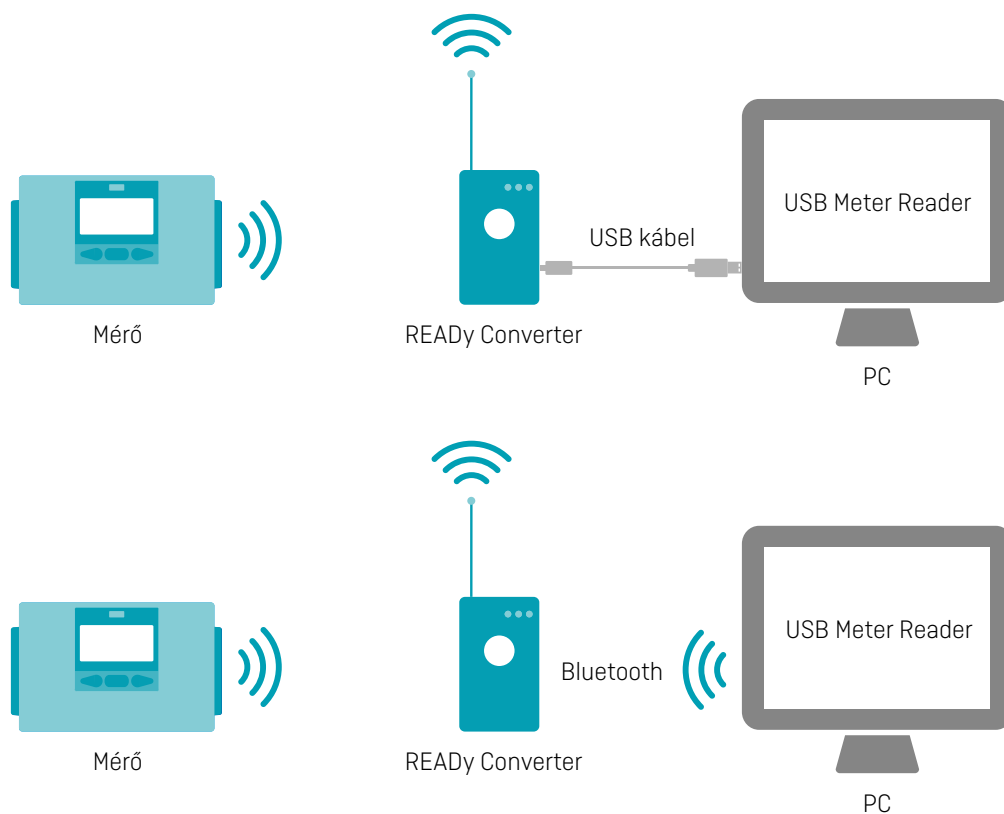 USB Meter Reader
USB kábel
Mérő
READy Converter
PC
USB Meter Reader
Bluetooth
Mérő
READy Converter
PC